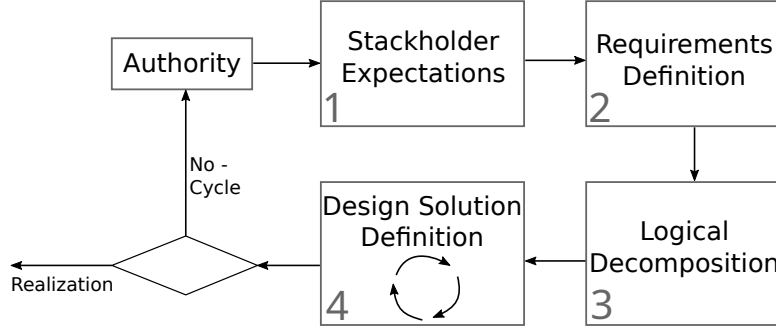 Authority
Stackholder
Expectations
1
Requirements
Definition
2
No -
Cycle
Design Solution
Definition
4
Logical
Decomposition
3
Realization